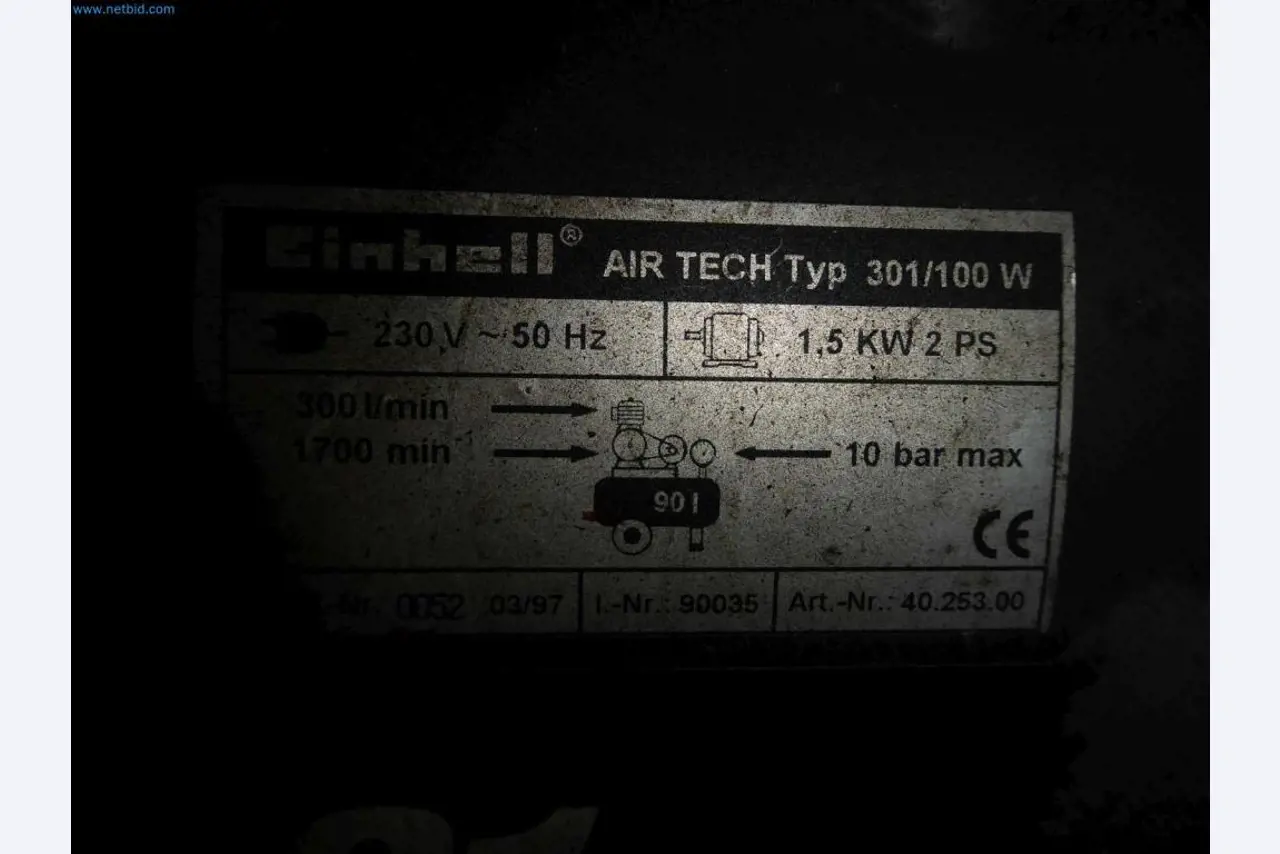 www.netbid.com
Einhell® AIR TECH Typ 301/100 W
230 V ~ 50 Hz 1,5 KW 2 PS
300 l/min
1700 min⁻¹ 10 bar max
90 l
CE
-Nr. 0052 03/97 I.-Nr.: 90035 Art.-Nr.: 40.253.00